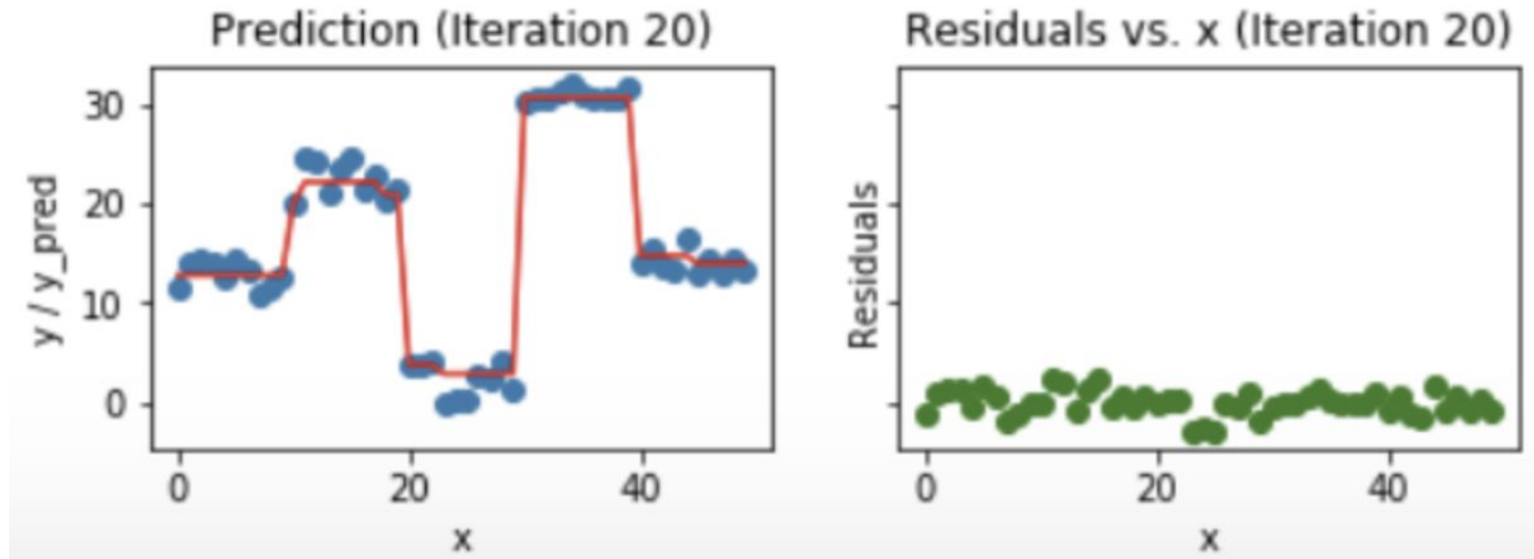 Prediction (Iteration 20)
y / y_pred
30
20
10
0
0
20
40
x
Residuals vs. x (Iteration 20)
Residuals
0
20
40
x